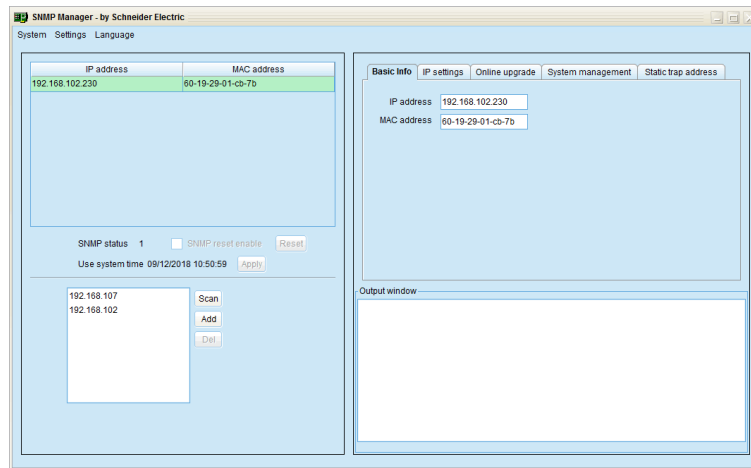 SNMP Manager - by Schneider Electric
System Settings Language
IP address MAC address
192.168.102.230 60-19-29-01-cb-7b
SNMP status 1 SNMP reset enable Reset
Use system time 09/12/2018 10:50:59 Apply
192.168.107
192.168.102
Scan
Add
Del
Basic Info IP settings Online upgrade System management Static trap address
IP address 192.168.102.230
MAC address 60-19-29-01-cb-7b
Output window